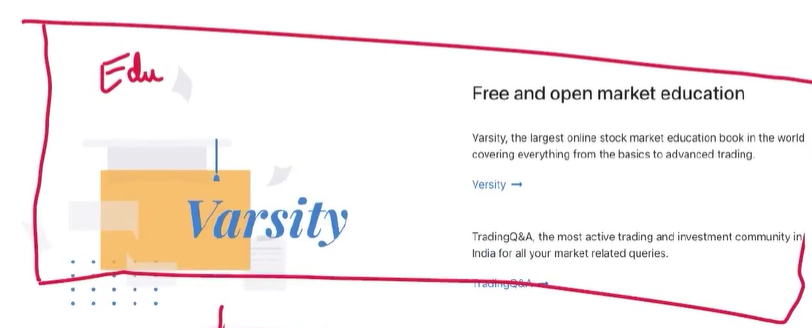 Edu
Varsity
Free and open market education
Varsity, the largest online stock market education book in the world
covering everything from the basics to advanced trading.
Versity →
TradingQ&A, the most active trading and investment community in
India for all your market related queries.
TradingQ&A →